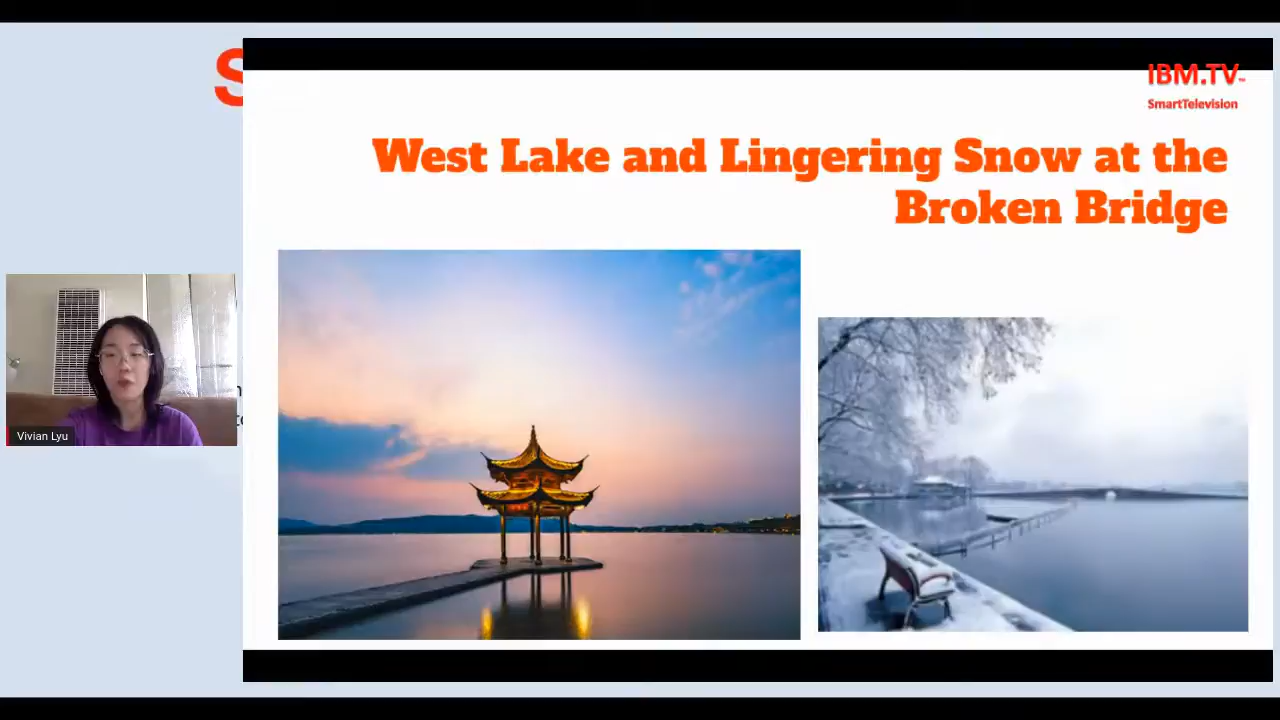 S
IBM.TV
SmartTelevision
West Lake and Lingering Snow at the
Broken Bridge
Vivian Lyu